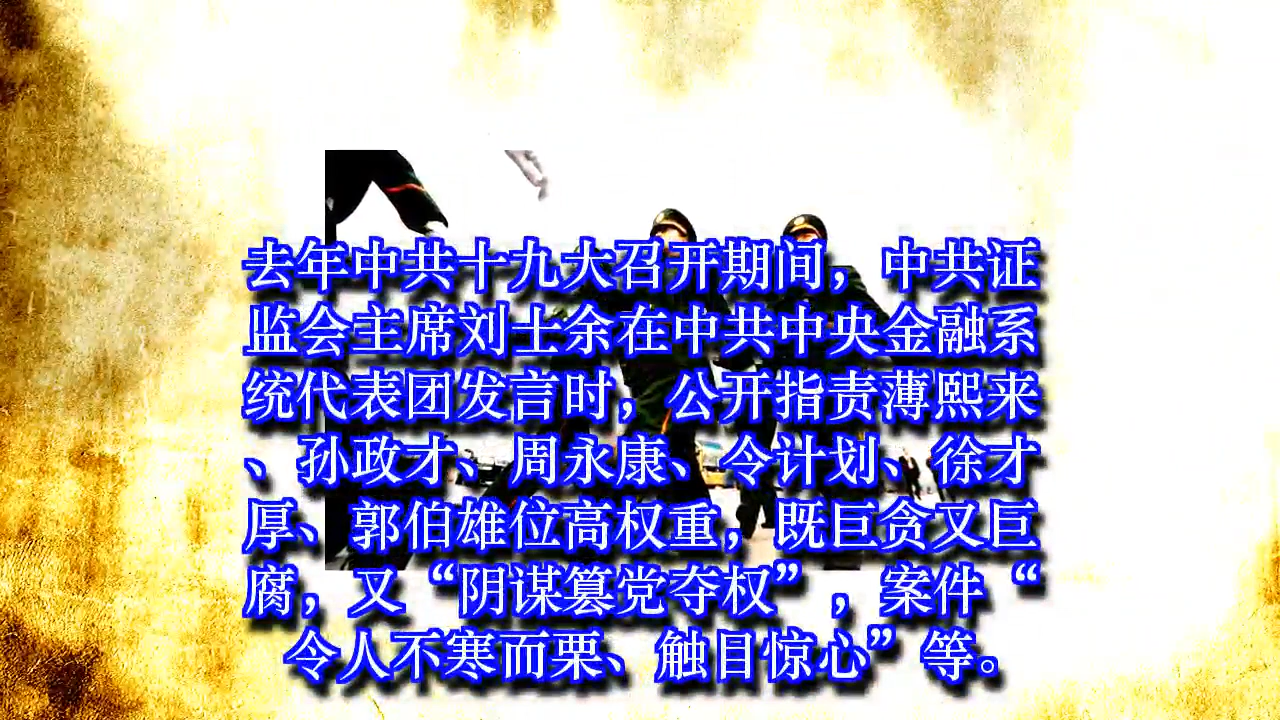 去年中共十九大召开期间，中共证
监会主席刘士余在中共中央金融系
统代表团发言时，公开指责薄熙来
、孙政才、周永康、令计划、徐才
厚、郭伯雄位高权重，既巨贪又巨
腐，又“阴谋篡党夺权”，案件“
令人不寒而栗、触目惊心”等。